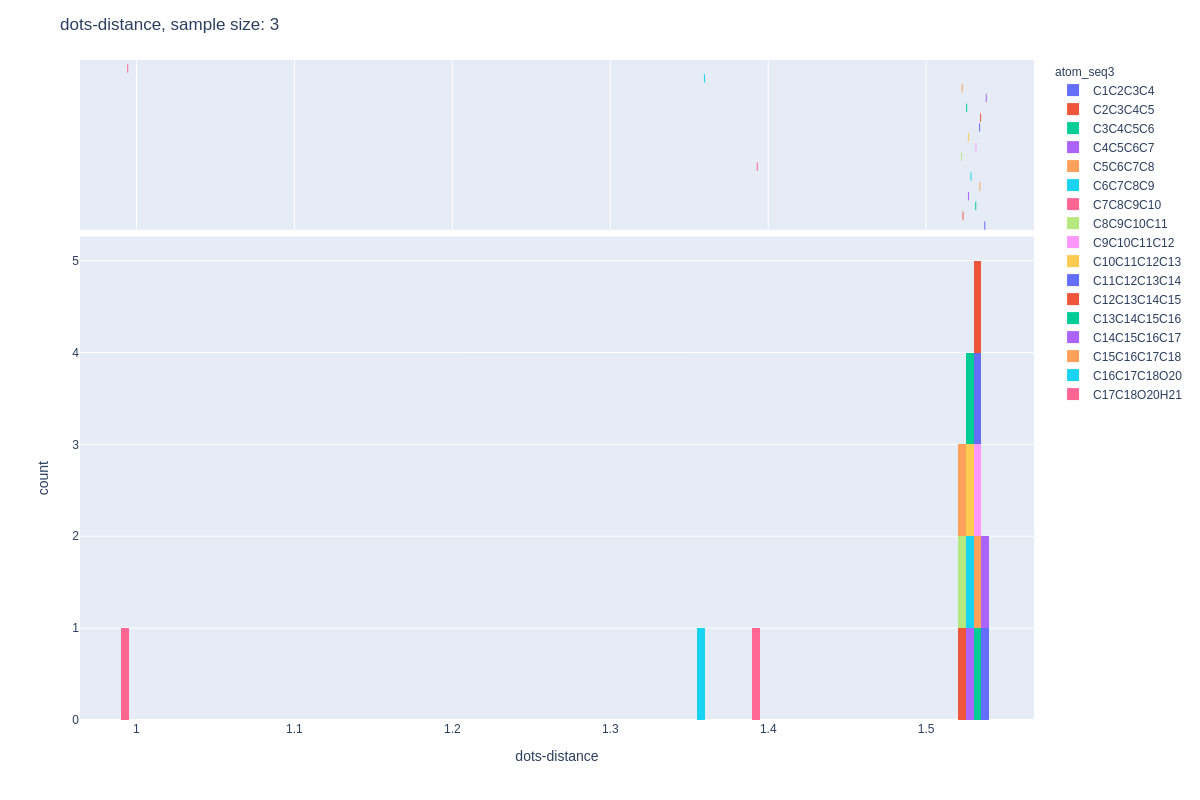 dots-distance, sample size: 3
atom_seq3
C1C2C3C4
C2C3C4C5
C3C4C5C6
C4C5C6C7
C5C6C7C8
C6C7C8C9
C7C8C9C10
C8C9C10C11
C9C10C11C12
C10C11C12C13
C11C12C13C14
C12C13C14C15
C13C14C15C16
C14C15C16C17
C15C16C17C18
C16C17C18O20
C17C18O20H21
5
4
3
2
1
0
count
1
1.1
1.2
1.3
1.4
1.5
dots-distance